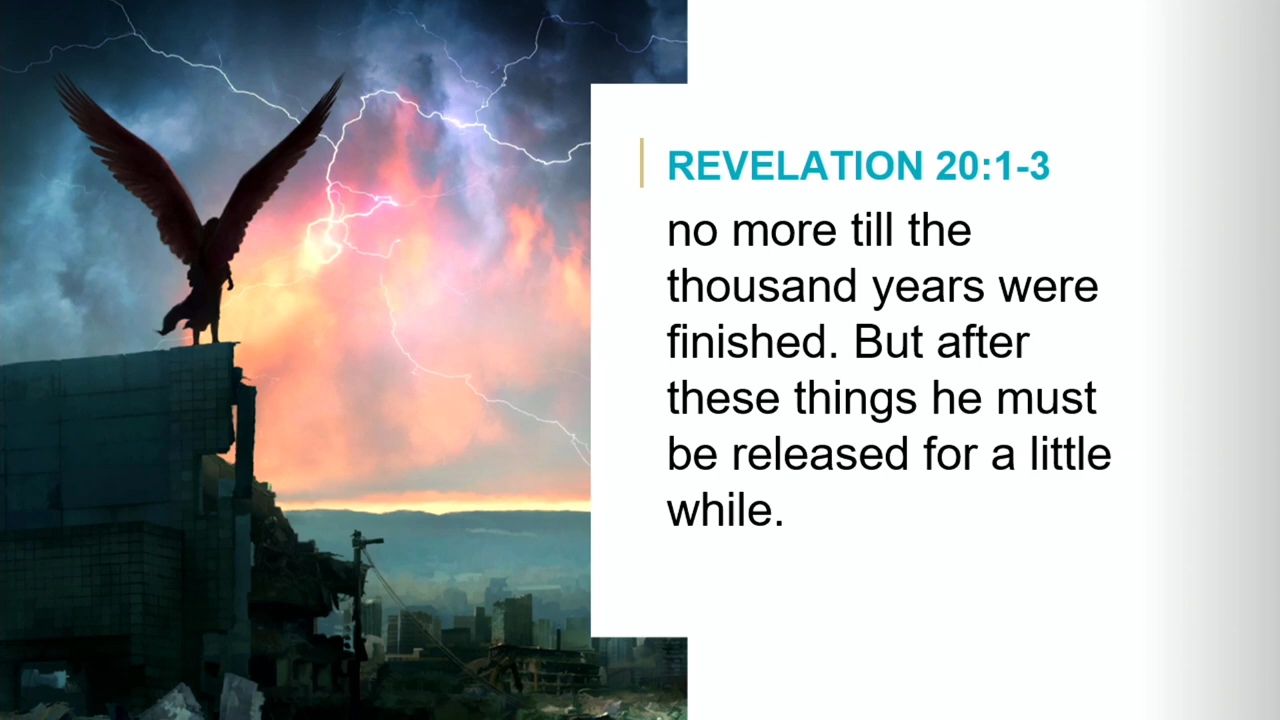 REVELATION 20:1-3
no more till the
thousand years were
finished. But after
these things he must
be released for a little
while.